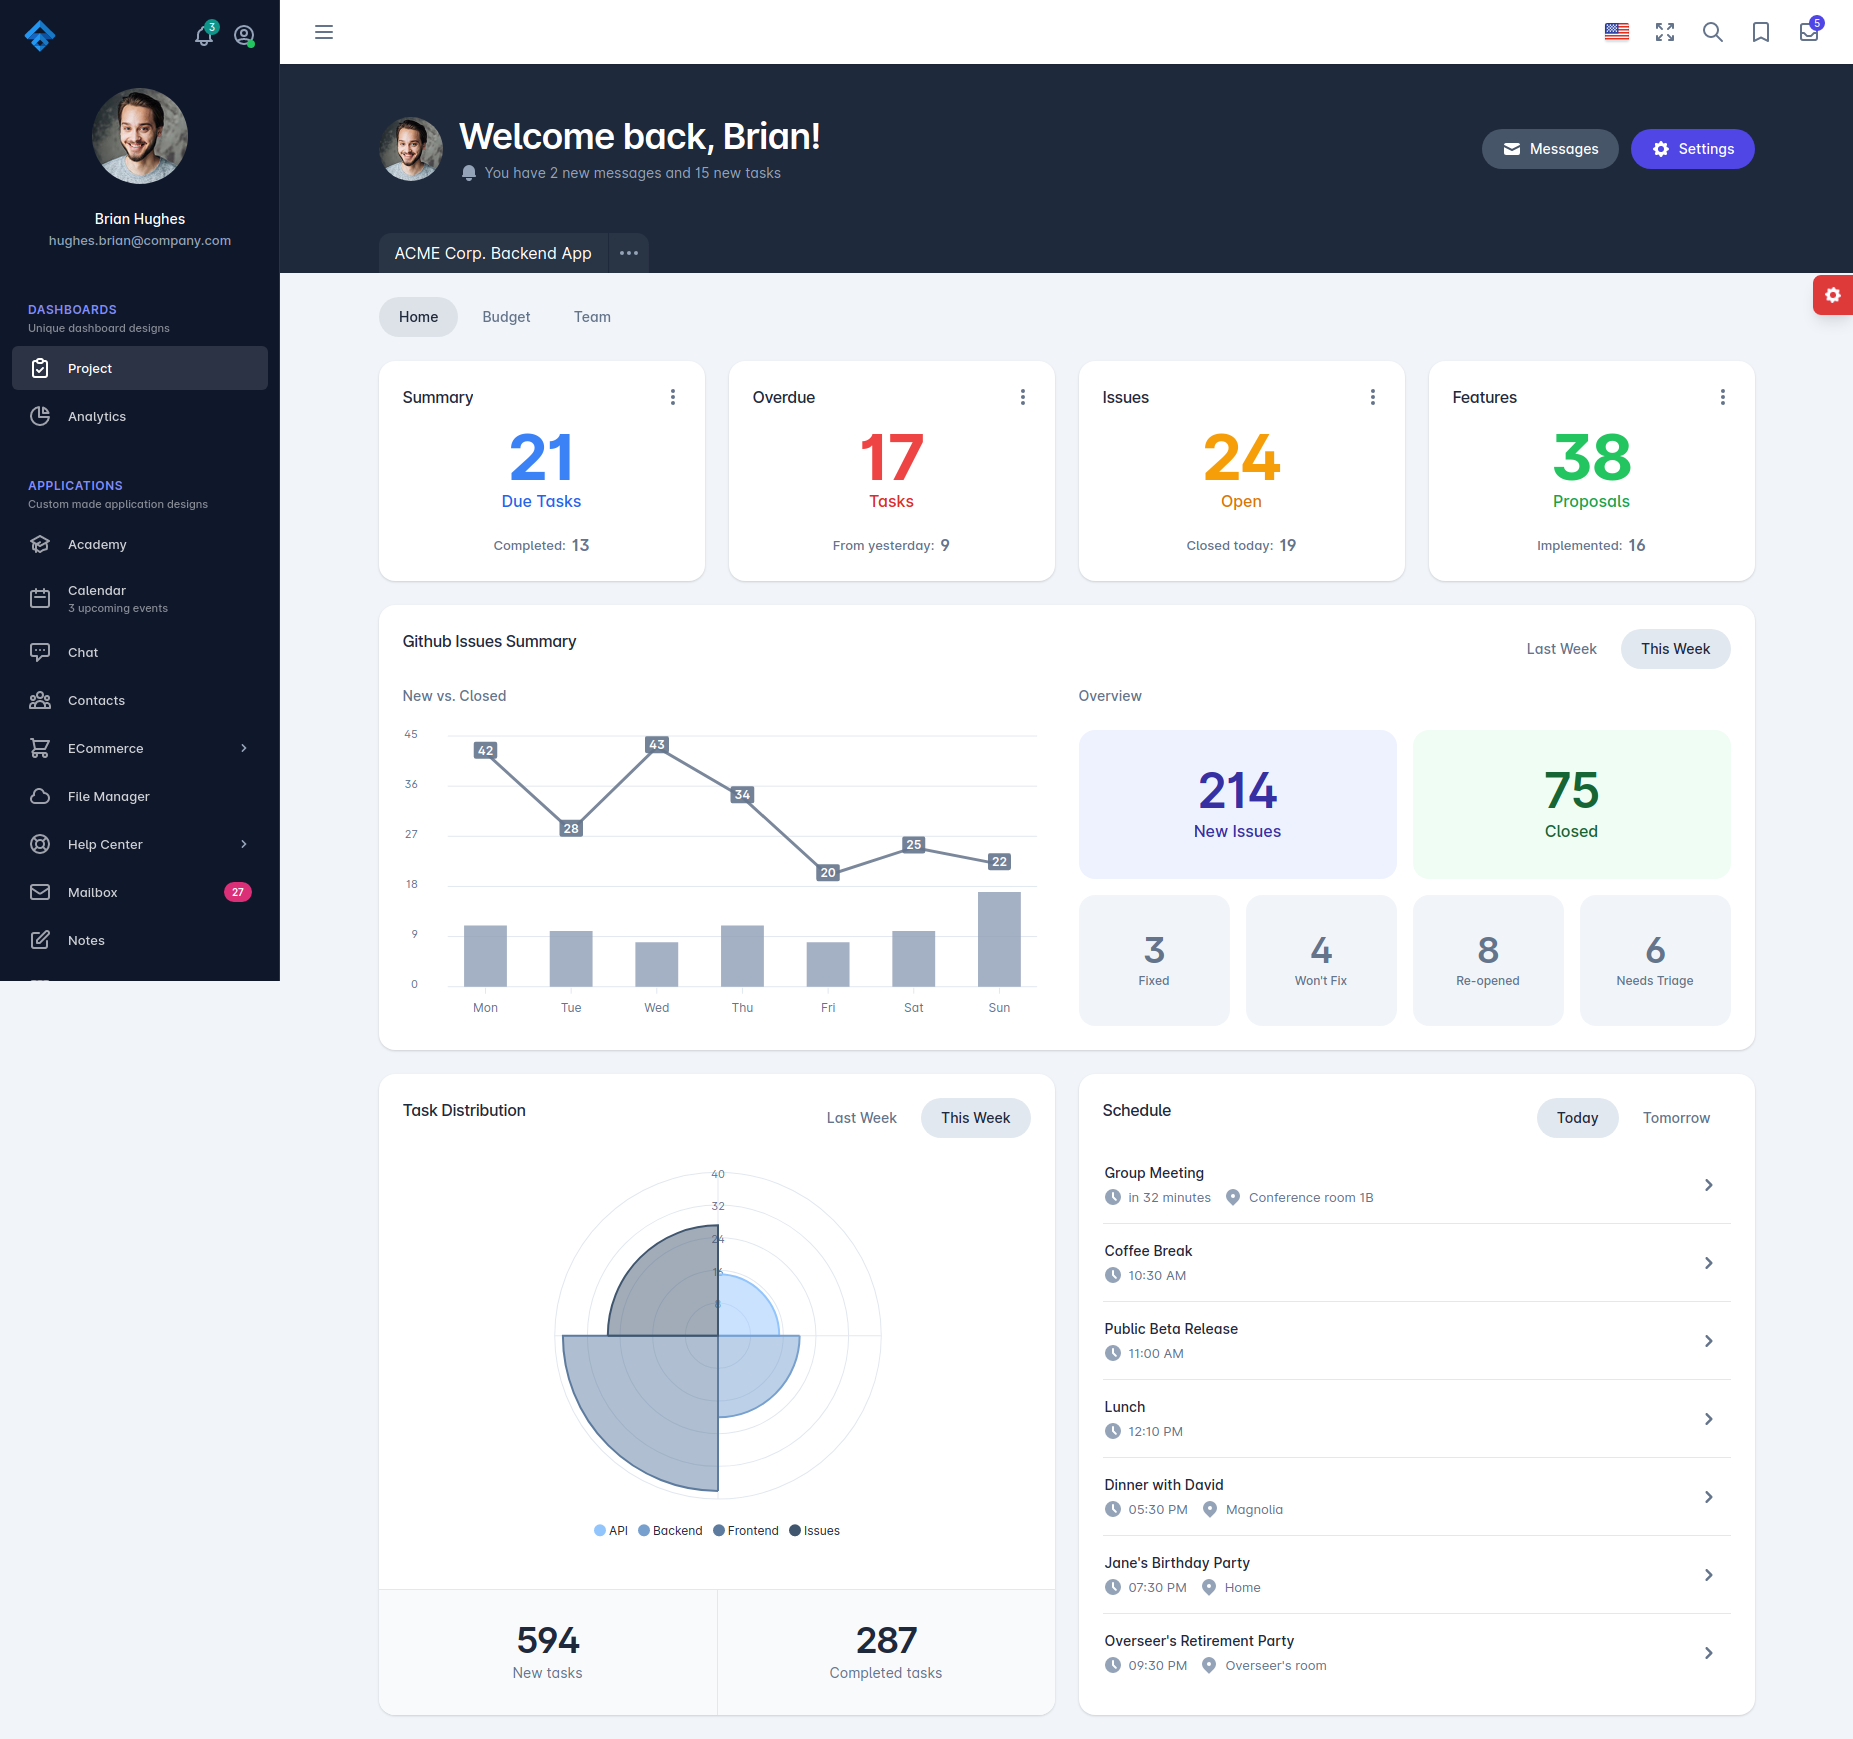 3
Brian Hughes
hughes.brian@company.com
DASHBOARDS
Unique dashboard designs
Project
Analytics
APPLICATIONS
Custom made application designs
Academy
Calendar
3 upcoming events
Chat
Contacts
ECommerce
File Manager
Help Center
Mailbox
27
Notes
5
Welcome back, Brian!
You have 2 new messages and 15 new tasks
Messages
Settings
ACME Corp. Backend App
Home
Budget
Team
Summary
21
Due Tasks
Completed: 13
Overdue
17
Tasks
From yesterday: 9
Issues
24
Open
Closed today: 19
Features
38
Proposals
Implemented: 16
Github Issues Summary
Last Week
This Week
New vs. Closed
45
36
27
18
9
0
42
28
43
34
20
25
22
Mon
Tue
Wed
Thu
Fri
Sat
Sun
Overview
214
New Issues
75
Closed
3
Fixed
4
Won't Fix
8
Re-opened
6
Needs Triage
Task Distribution
Last Week
This Week
40
32
24
16
8
API
Backend
Frontend
Issues
594
New tasks
287
Completed tasks
Schedule
Today
Tomorrow
Group Meeting
in 32 minutes
Conference room 1B
Coffee Break
10:30 AM
Public Beta Release
11:00 AM
Lunch
12:10 PM
Dinner with David
05:30 PM
Magnolia
Jane's Birthday Party
07:30 PM
Home
Overseer's Retirement Party
09:30 PM
Overseer's room